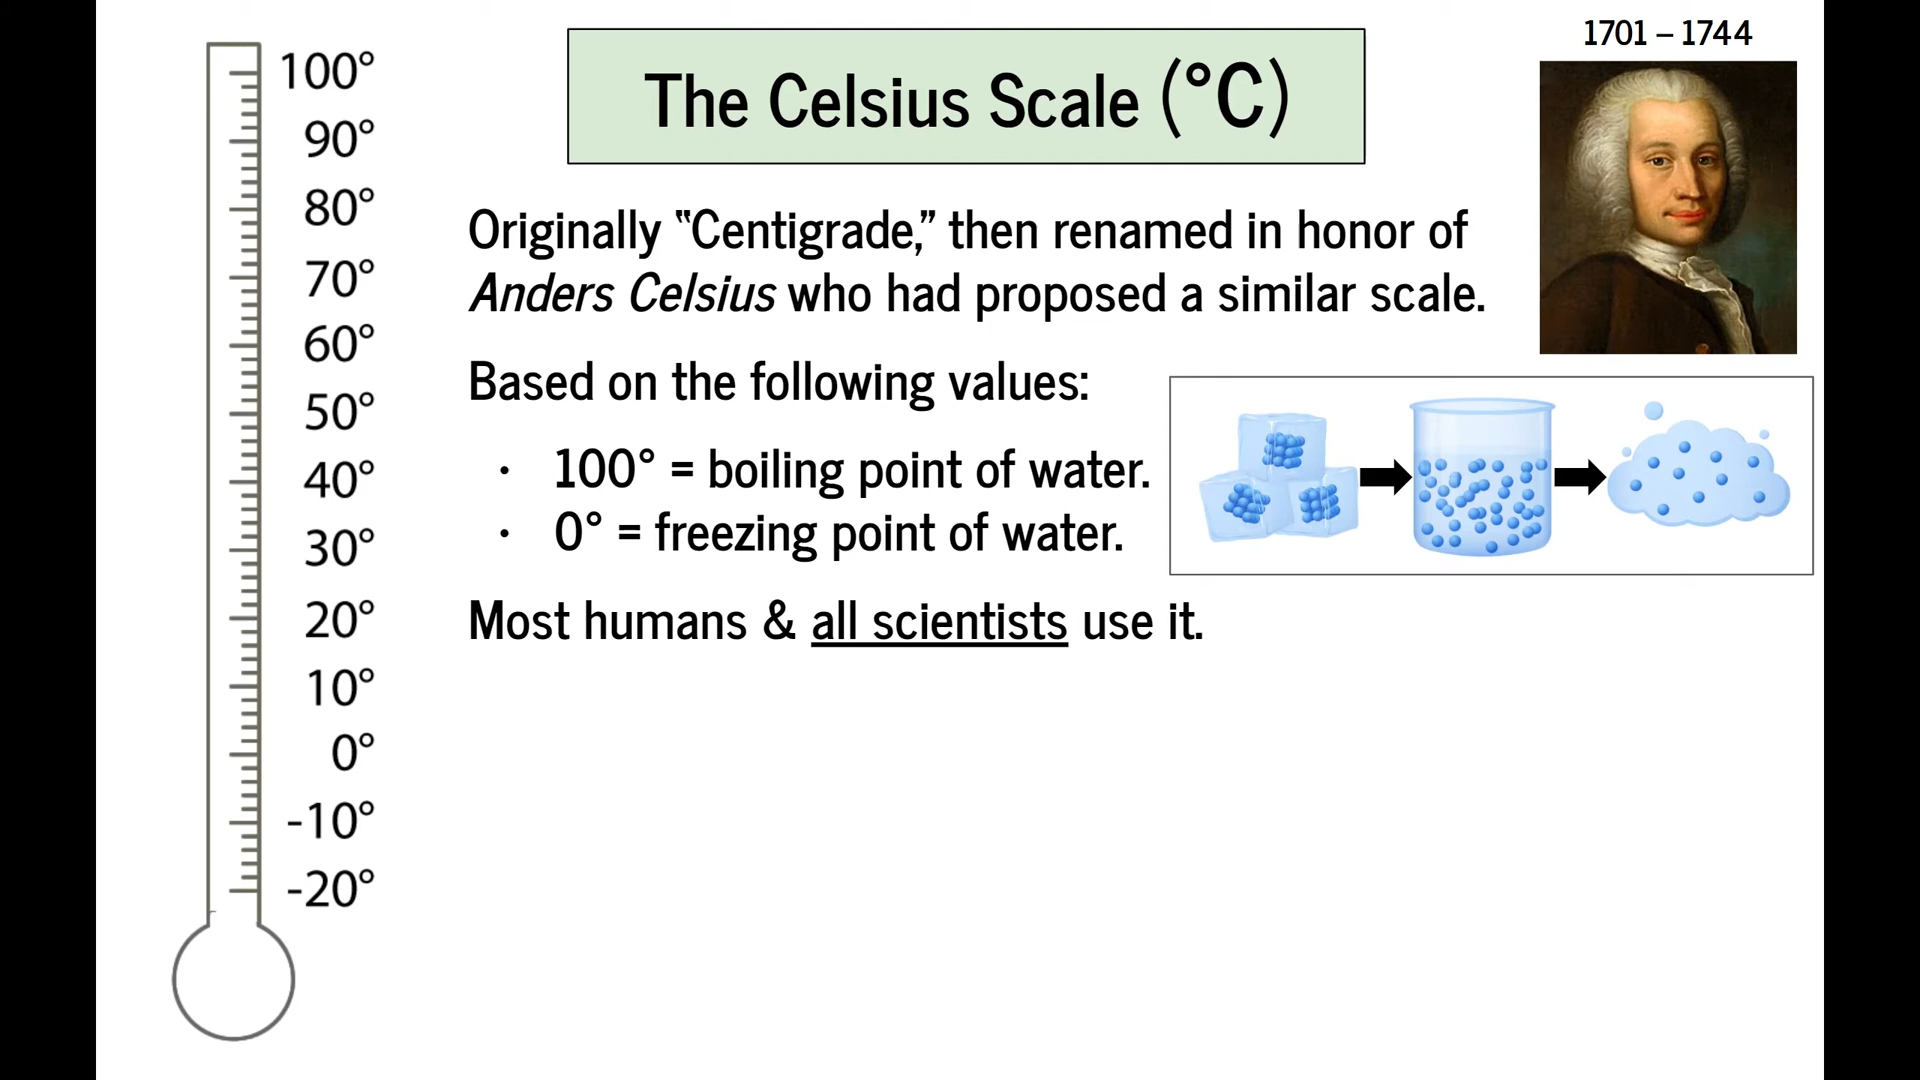 1701 – 1744
The Celsius Scale (°C)
Originally “Centigrade,” then renamed in honor of
Anders Celsius who had proposed a similar scale.
Based on the following values:
• 100° = boiling point of water.
• 0° = freezing point of water.
Most humans & all scientists use it.
100°
90°
80°
70°
60°
50°
40°
30°
20°
10°
0°
-10°
-20°